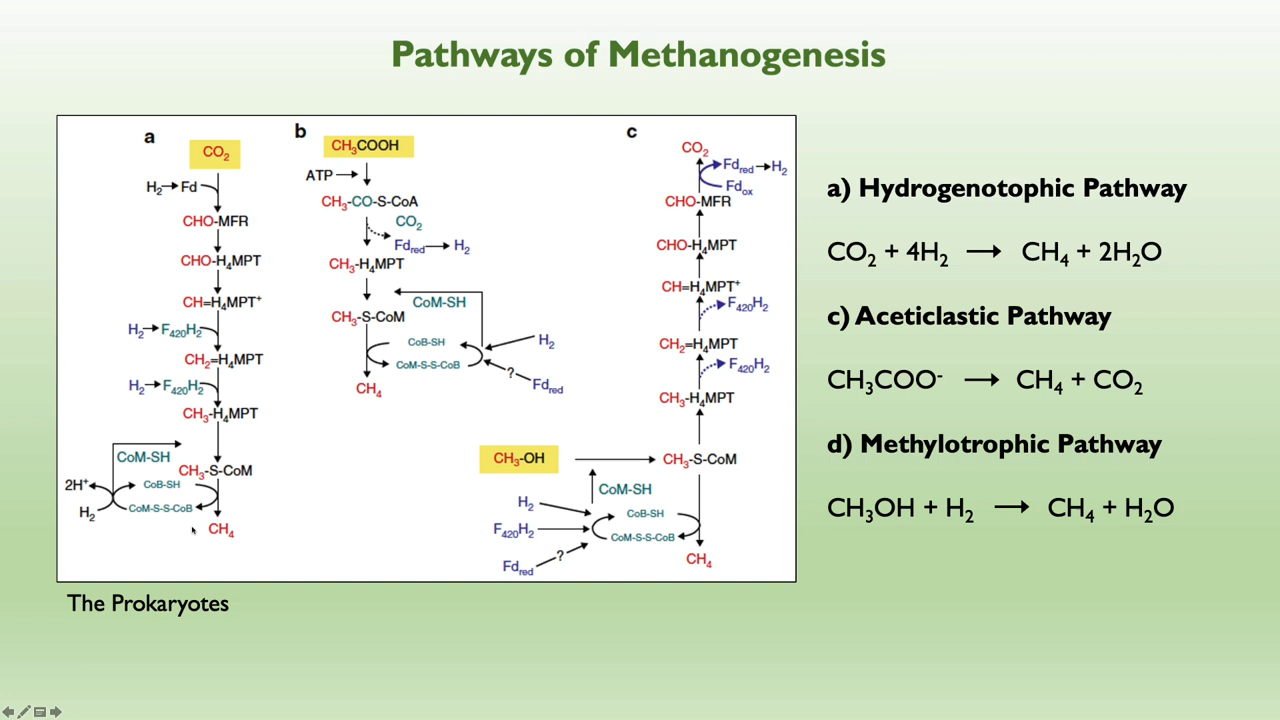 Pathways of Methanogenesis
a
CO2
H2→Fd
CHO-MFR
CHO-H4MPT
CH=H4MPT+
H2→F420H2
CH2=H4MPT
H2→F420H2
CH3-H4MPT
CoM-SH
CH3-S-CoM
2H+
CoB-SH
H2
CoM-S-S-CoB
CH4
b
CH3COOH
ATP
CH3-CO-S-CoA
CO2
Fdred→H2
CH3-H4MPT
CoM-SH
CH3-S-CoM
CoB-SH
H2
CoM-S-S-CoB
?
Fdred
CH4
c
CO2
Fdred→H2
Fdox
CHO-MFR
CHO-H4MPT
CH=H4MPT+
F420H2
CH2=H4MPT
F420H2
CH3-H4MPT
CH3-OH
CH3-S-CoM
CoM-SH
H2
CoB-SH
F420H2
CoM-S-S-CoB
?
Fdred
CH4
The Prokaryotes
a) Hydrogenotophic Pathway
CO2 + 4H2 → CH4 + 2H2O
c) Aceticlastic Pathway
CH3COO- → CH4 + CO2
d) Methylotrophic Pathway
CH3OH + H2 → CH4 + H2O